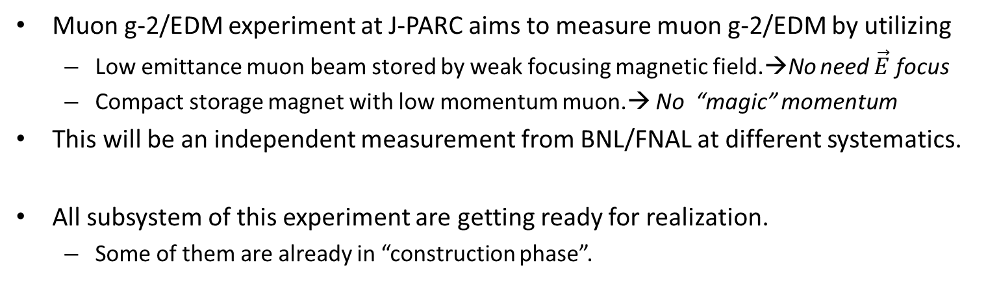 • Muon g-2/EDM experiment at J-PARC aims to measure muon g-2/EDM by utilizing
– Low emittance muon beam stored by weak focusing magnetic field.→No need \vec{E} focus
– Compact storage magnet with low momentum muon.→ No “magic” momentum
• This will be an independent measurement from BNL/FNAL at different systematics.
• All subsystem of this experiment are getting ready for realization.
– Some of them are already in “construction phase”.